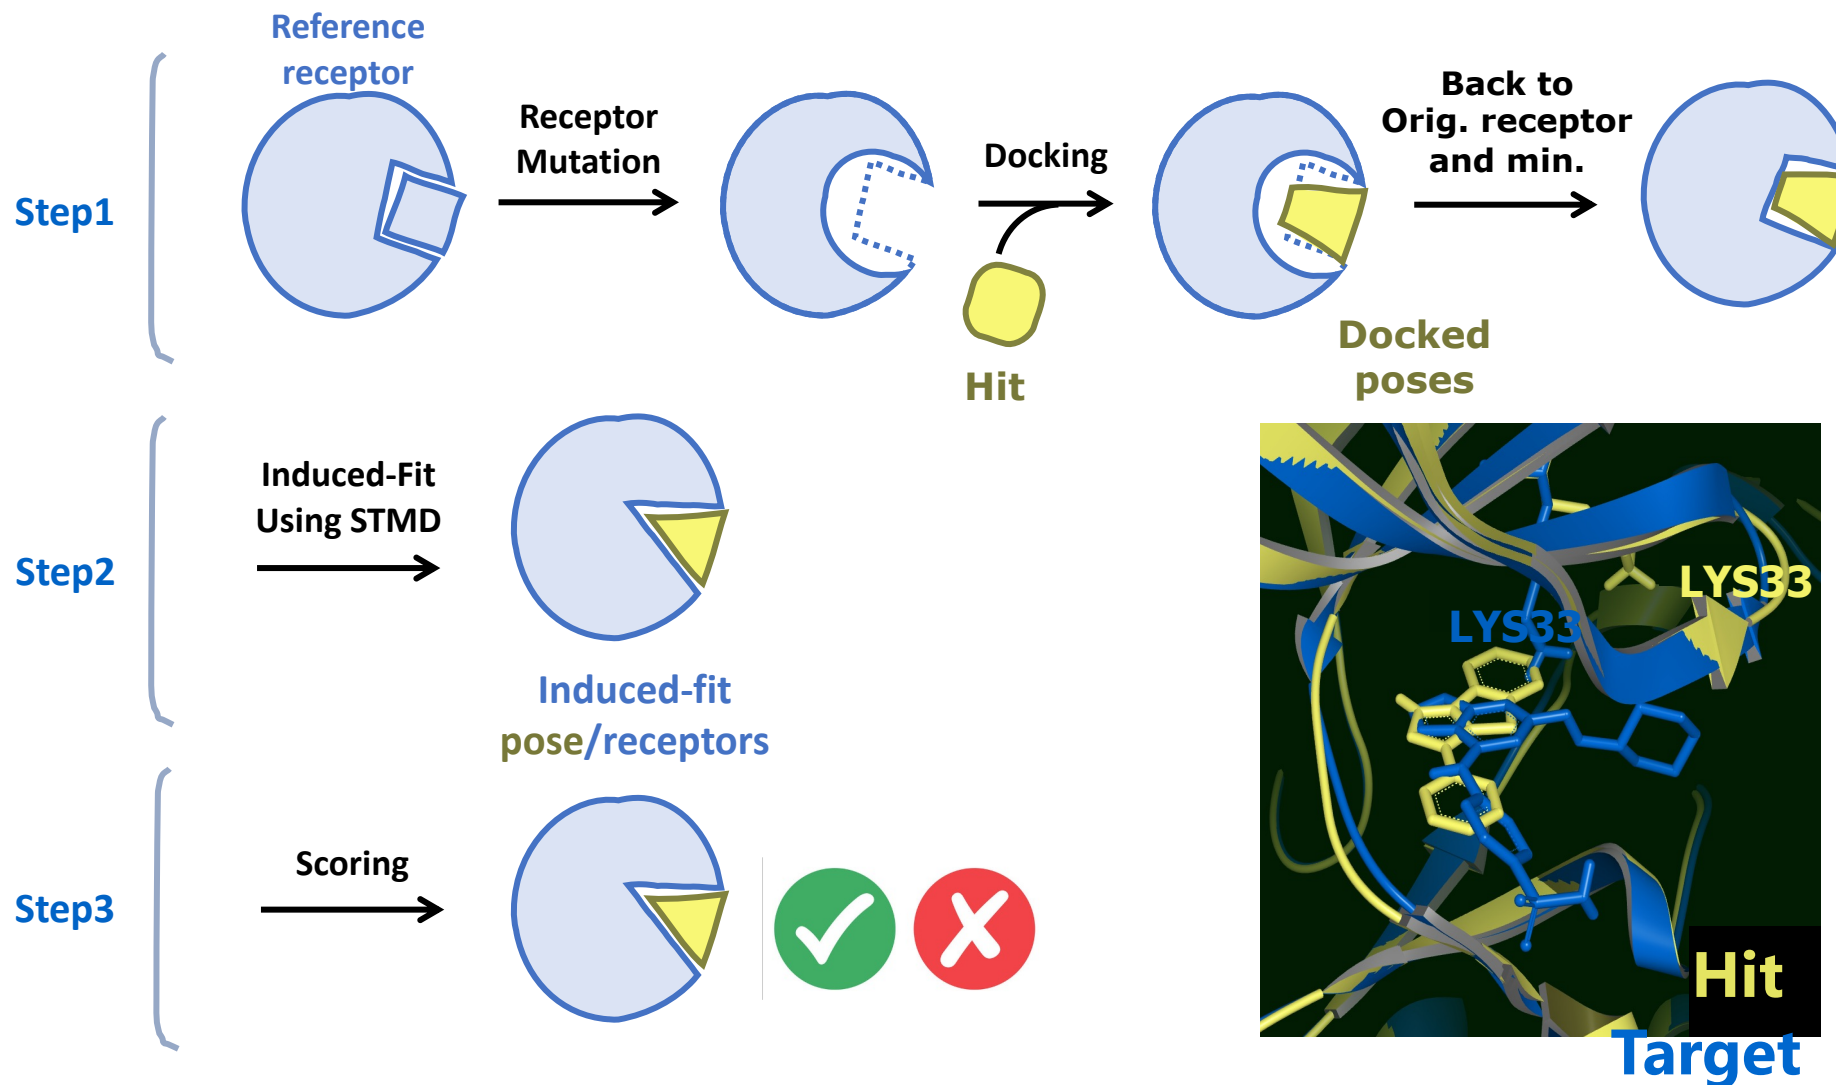 Step1
Reference
receptor
Receptor
Mutation
Docking
Hit
Docked
poses
Back to
Orig. receptor
and min.
Step2
Induced-Fit
Using STMD
Induced-fit
pose/receptors
Step3
Scoring
LYS33
LYS33
Hit
Target